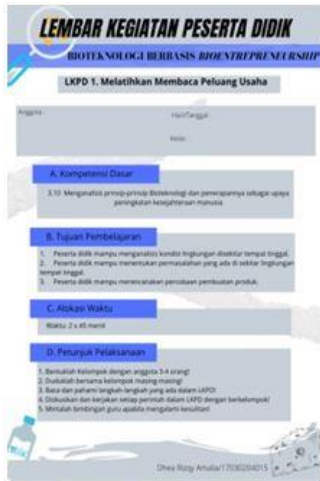 LEMBAR KEGIATAN PESERTA DIDIK
BIOTEKNOLOGI BERBASIS BIOENTREPRENEURSHIP
LKPD 1. Melatihkan Membaca Peluang Usaha
Anggota :
Hari/Tanggal:
Kelas:
A. Kompetensi Dasar
3.10 Menganalisis prinsip-prinsip Bioteknologi dan penerapannya sebagai upaya
peningkatan kesejahteraan manusia
B. Tujuan Pembelajaran
1. Peserta didik mampu menganalisis kondisi lingkungan disekitar tempat tinggal.
2. Peserta didik mampu menentukan permasalahan yang ada di sekitar lingkungan
tempat tinggal.
3. Peserta didik mampu merencanakan percobaan pembuatan produk.
C. Alokasi Waktu
Waktu: 2 x 45 menit
D. Petunjuk Pelaksanaan
1. Bentuklah Kelompok dengan anggota 3-4 orang!
2. Duduklah bersama kelompok masing-masing!
3. Baca dan pahami langkah-langkah yang ada dalam LKPD!
4. Diskusikan dan kerjakan setiap perintah dalam LKPD dengan berkelompok!
5. Mintalah bimbingan guru apabila mengalami kesulitan!
Dhea Rizqy Amalia/17030204015